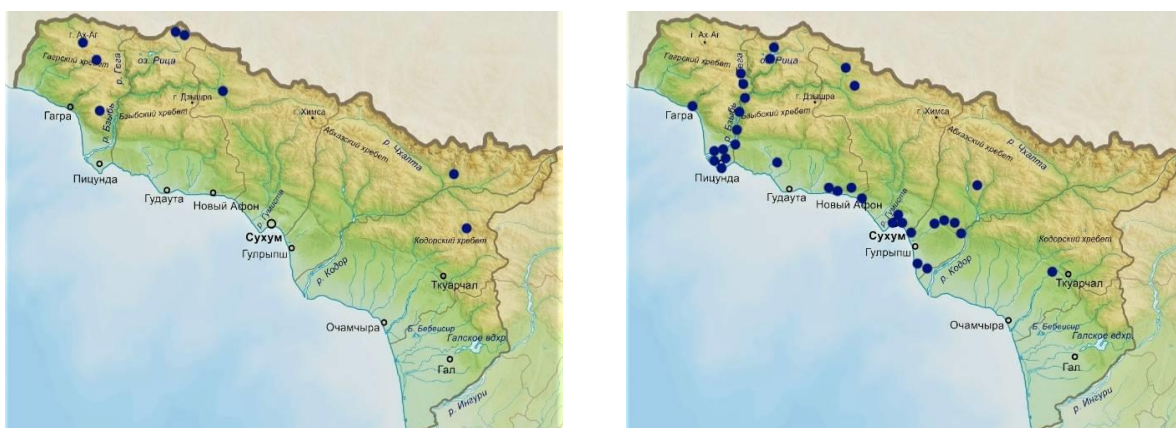 г. Ах-Аг
Гагрский хребет
р. Гега
оз. Рица
р. Бзыбь
г. Дзышра
Бзыбский хребет
Гагра
г. Химса
Абхазский хребет
р. Чхалта
Пицунда
Гудаута
Новый Афон
р. Гумиста
Сухум
Гулрыпш
Кодорский хребет
р. Кодор
Ткуарчал
Очамчыра
Б. Бебеисир
Галское вдхр.
Гал
р. Ингури
г. Ах-Аг
Гагрский хребет
Гега
оз. Рица
р. Бзыбь
г. Дзышра
Бзыбский хребет
Гагра
г. Химса
Абхазский хребет
р. Чхалта
Пицунда
Гудаута
Новый Афон
р. Гумиста
Сухум
Гулрыпш
Кодорский хребет
р. Кодор
Ткуарчал
Очамчыра
Б. Бебеисир
Галское вдхр.
Гал
р. Ингури